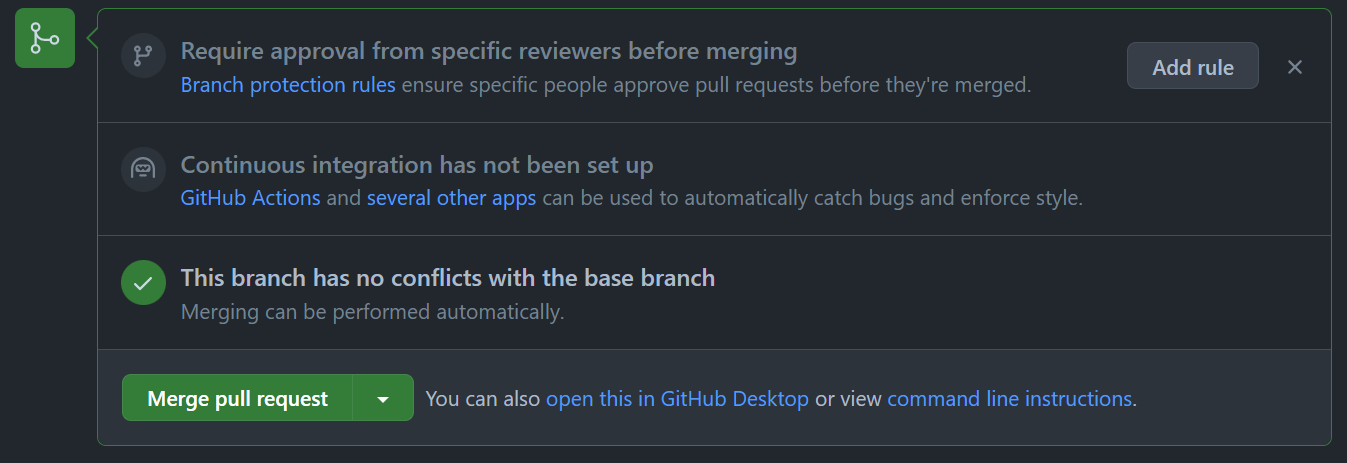 Require approval from specific reviewers before merging
Branch protection rules ensure specific people approve pull requests before they're merged.
Add rule
Continuous integration has not been set up
GitHub Actions and several other apps can be used to automatically catch bugs and enforce style.
This branch has no conflicts with the base branch
Merging can be performed automatically.
Merge pull request
You can also open this in GitHub Desktop or view command line instructions.